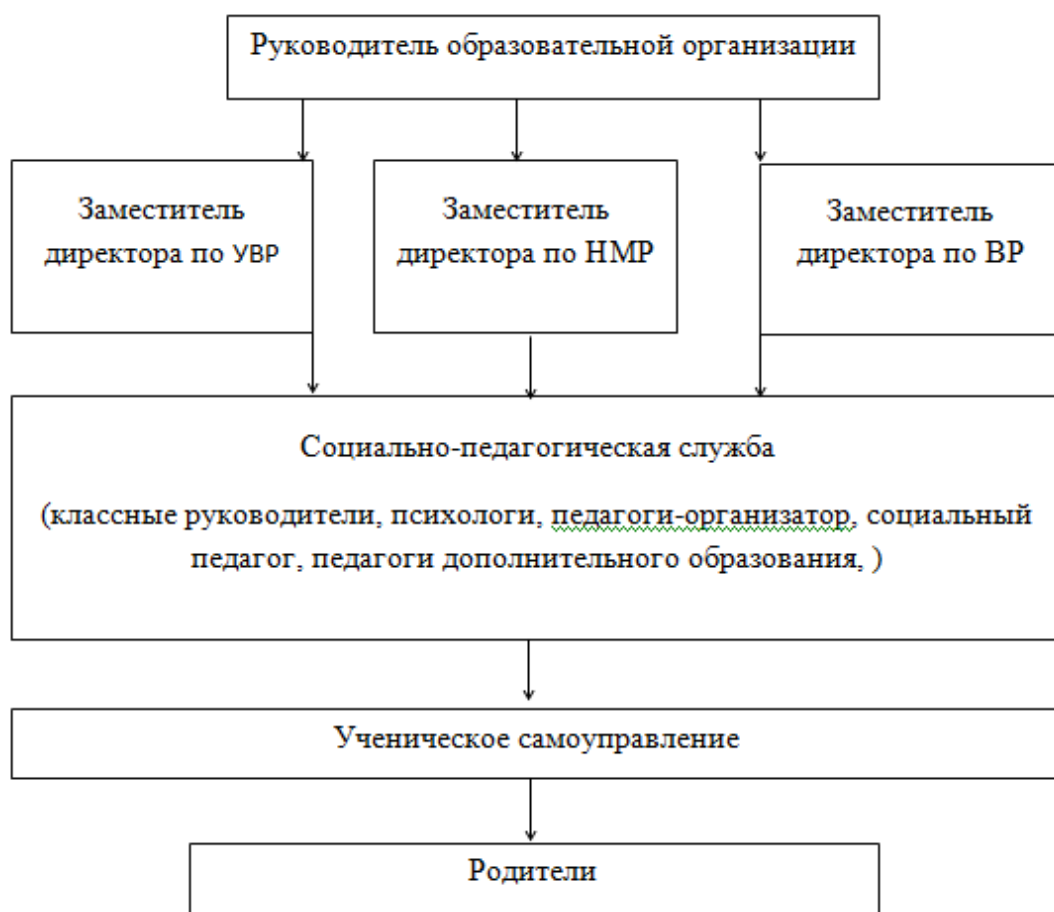 Руководитель образовательной организации
Заместитель
директора по УВР
Заместитель
директора по НМР
Заместитель
директора по ВР
Социально-педагогическая служба
(классные руководители, психологи, педагоги-организатор, социальный
педагог, педагоги дополнительного образования, )
Ученическое самоуправление
Родители